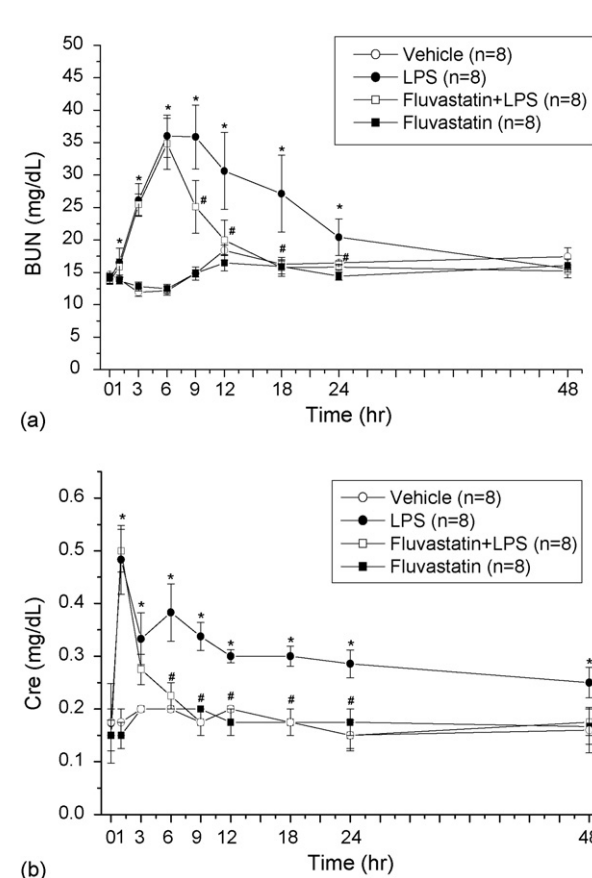 50
45
40
35
30
25
20
15
10
5
0
BUN (mg/dL)
Vehicle (n=8)
LPS (n=8)
Fluvastatin+LPS (n=8)
Fluvastatin (n=8)
* * * * * * * *
# # # #
01 3 6 9 12 18 24 48
Time (hr)
(a)
0.6
0.5
0.4
0.3
0.2
0.1
0.0
Cre (mg/dL)
Vehicle (n=8)
LPS (n=8)
Fluvastatin+LPS (n=8)
Fluvastatin (n=8)
* * * * * * * *
# # # # #
01 3 6 9 12 18 24 48
Time (hr)
(b)